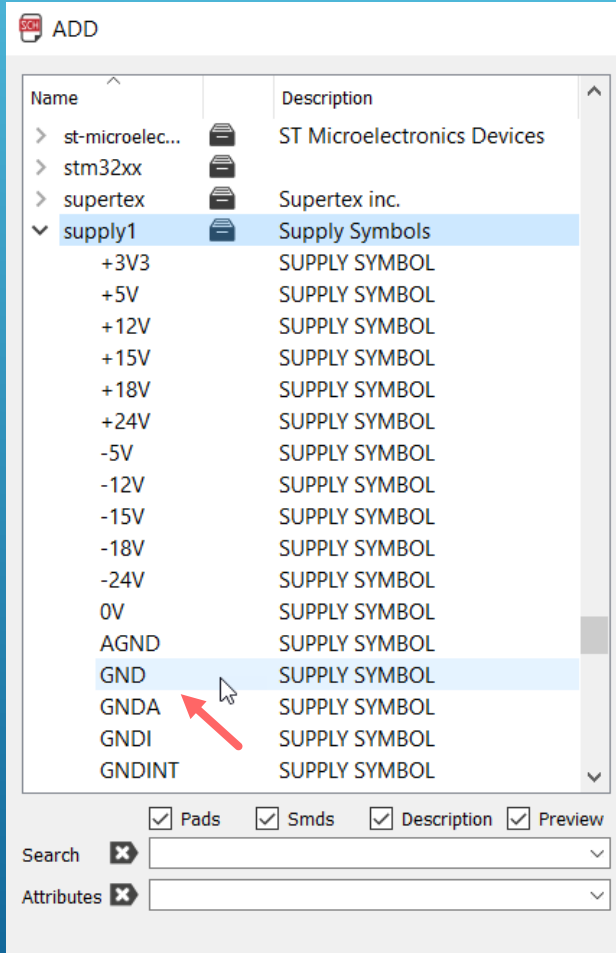 SCH ADD
Name Description
st-microelec... ST Microelectronics Devices
stm32xx
supertex Supertex inc.
supply1 Supply Symbols
+3V3 SUPPLY SYMBOL
+5V SUPPLY SYMBOL
+12V SUPPLY SYMBOL
+15V SUPPLY SYMBOL
+18V SUPPLY SYMBOL
+24V SUPPLY SYMBOL
-5V SUPPLY SYMBOL
-12V SUPPLY SYMBOL
-15V SUPPLY SYMBOL
-18V SUPPLY SYMBOL
-24V SUPPLY SYMBOL
0V SUPPLY SYMBOL
AGND SUPPLY SYMBOL
GND SUPPLY SYMBOL
GNDA SUPPLY SYMBOL
GNDI SUPPLY SYMBOL
GNDINT SUPPLY SYMBOL
Pads Smds Description Preview
Search
Attributes